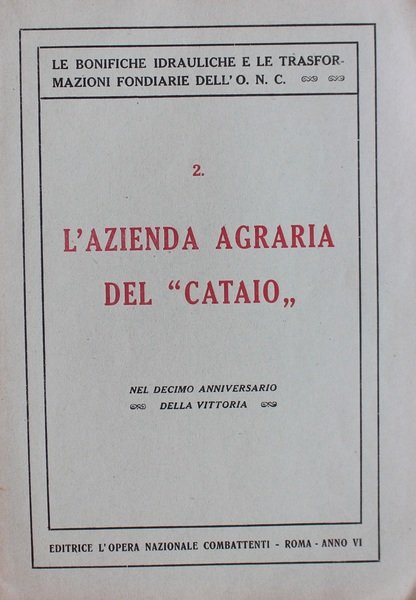 LE BONIFICHE IDRAULICHE E LE TRASFOR-
MAZIONI FONDIARIE DELL' O. N. C.
2.
L'AZIENDA AGRARIA
DEL “CATAIO„
NEL DECIMO ANNIVERSARIO
DELLA VITTORIA
EDITRICE L'OPERA NAZIONALE COMBATTENTI - ROMA - ANNO VI